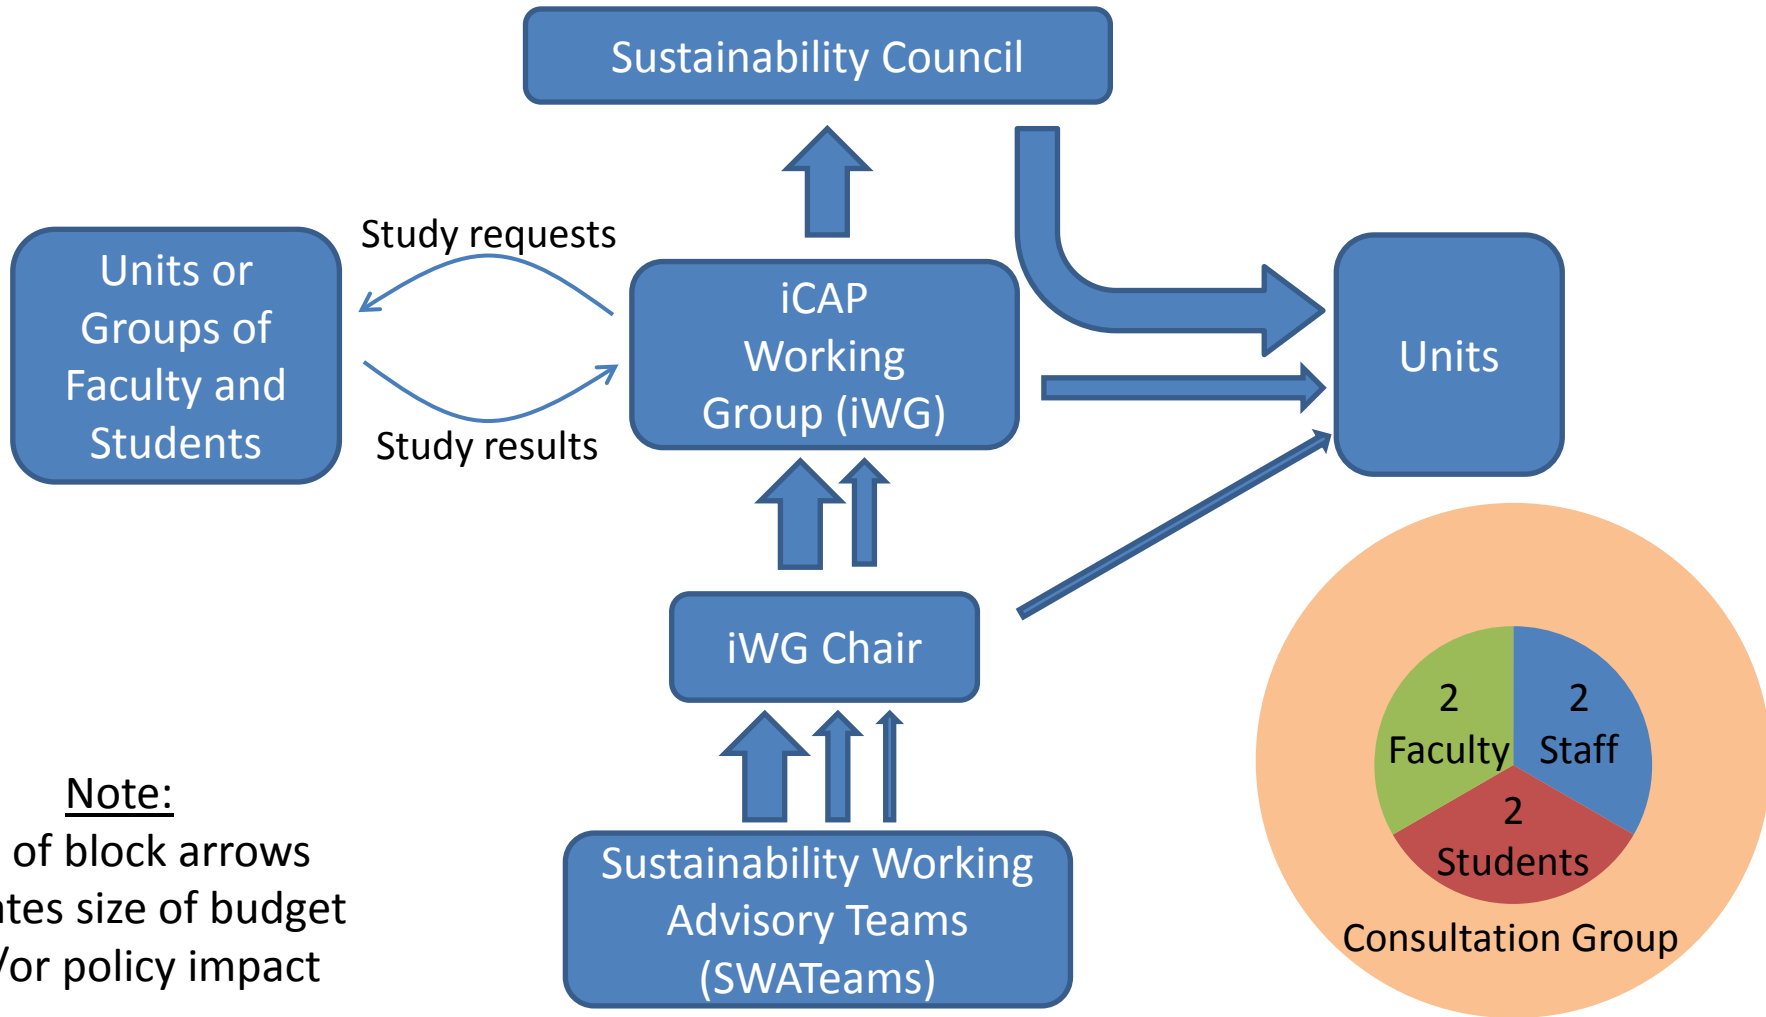 Sustainability Council
Study requests
Units or
Groups of
Faculty and
Students
iCAP
Working
Group (iWG)
Units
Study results
iWG Chair
2
Faculty
2
Staff
2
Students
Consultation Group
Note:
of block arrows
size of budget
/or policy impact
Sustainability Working
Advisory Teams
(SWATeams)